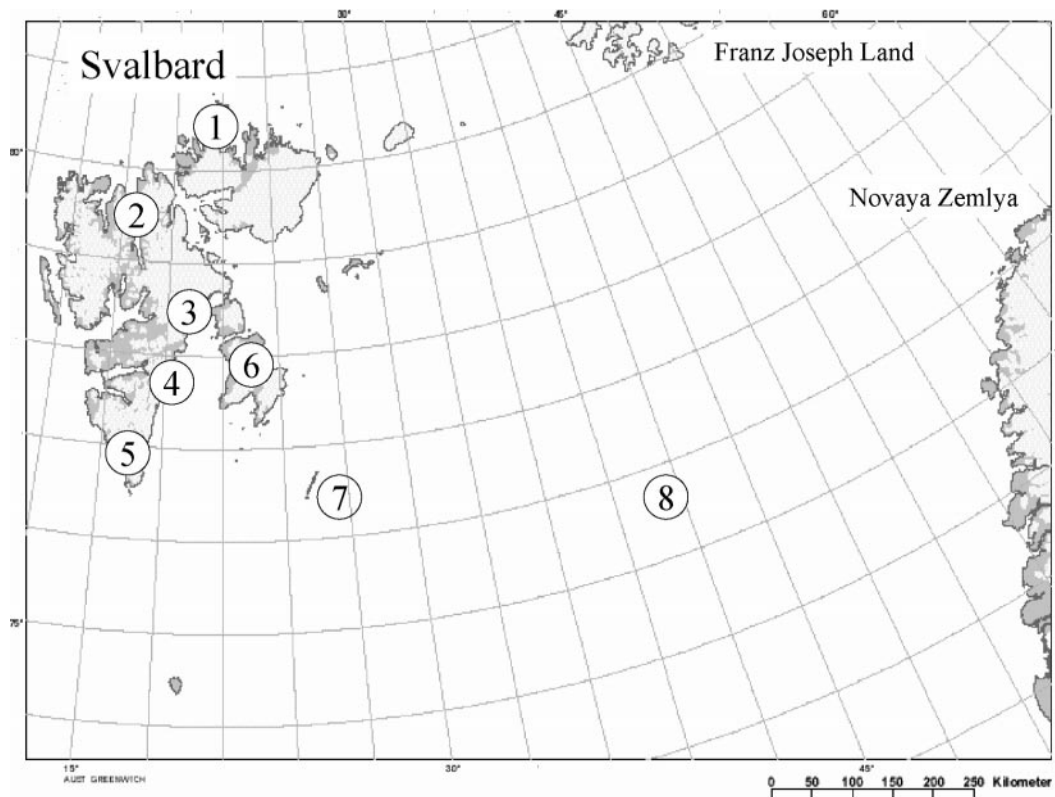 30° 45° 60°
Svalbard
Franz Joseph Land
1
80°
Novaya Zemlya
2
3
6
4
5
7
8
75°
15° 30° 45°
AUST GREENWICH
0 50 100 150 200 250 Kilometer